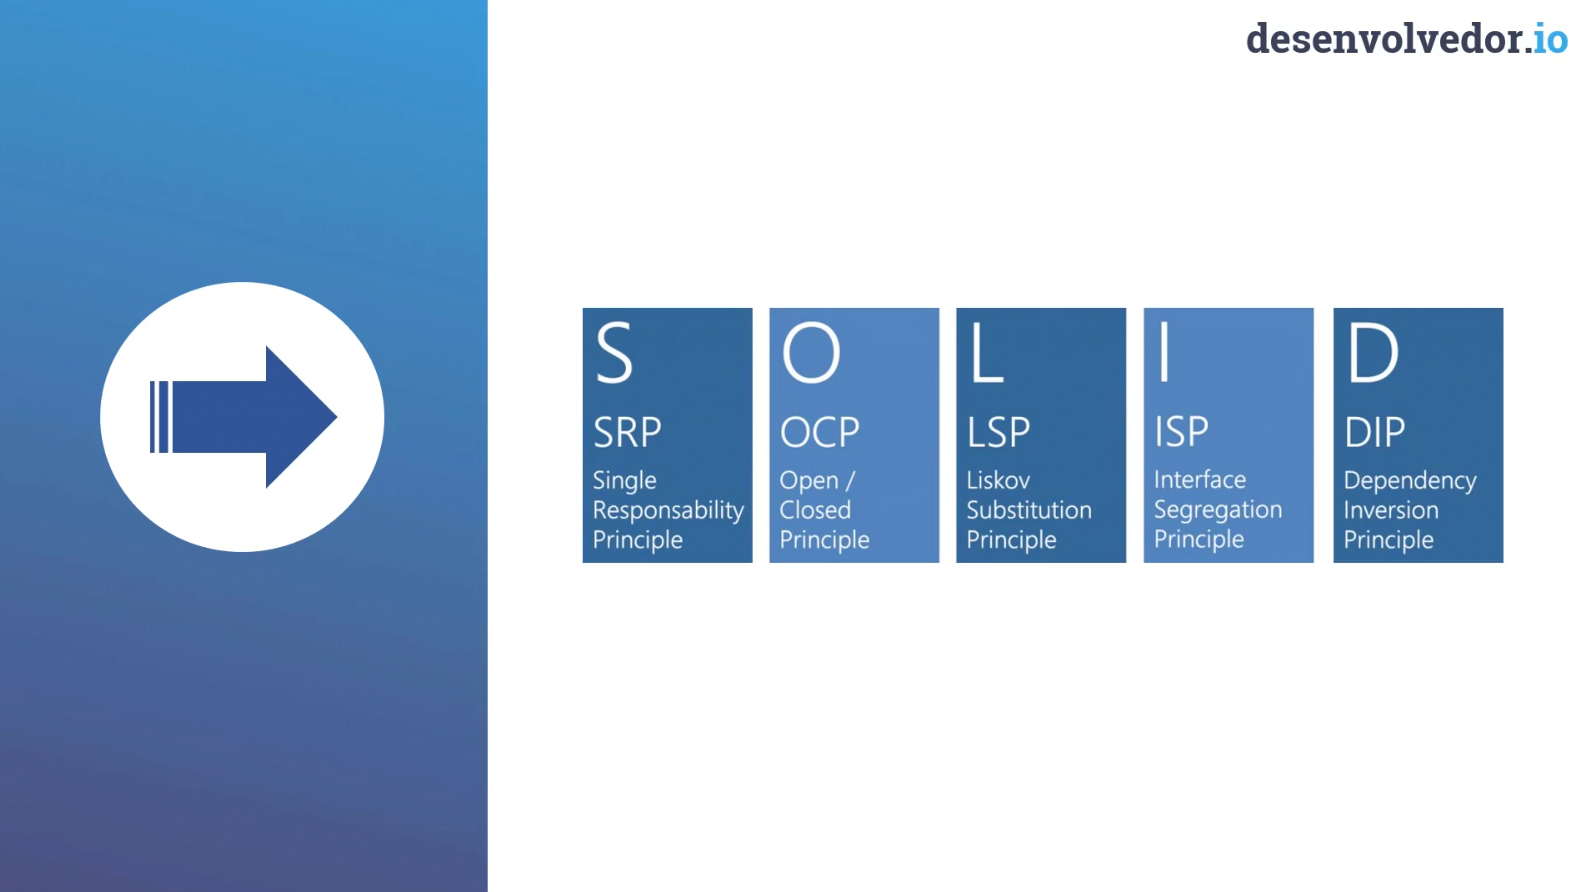 desenvolvedor.io
S
SRP
Single
Responsability
Principle
O
OCP
Open /
Closed
Principle
L
LSP
Liskov
Substitution
Principle
I
ISP
Interface
Segregation
Principle
D
DIP
Dependency
Inversion
Principle